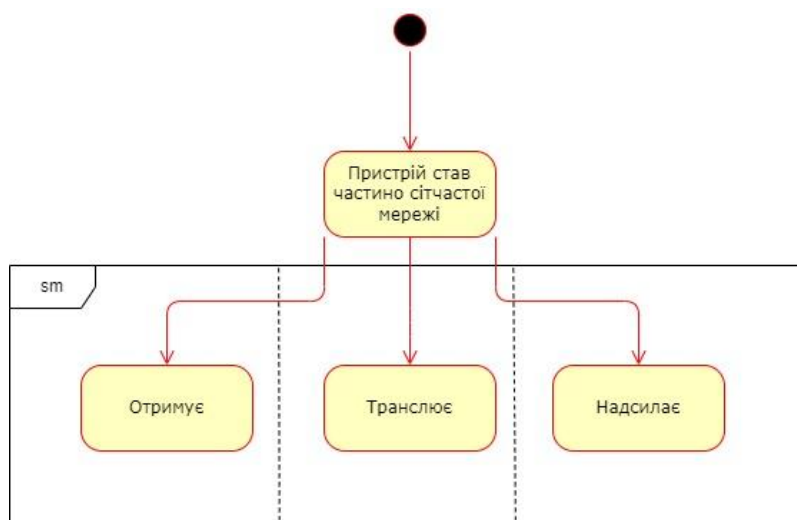 Пристрій став
частино сітчастої
мережі
sm
Отримує
Транслює
Надсилає